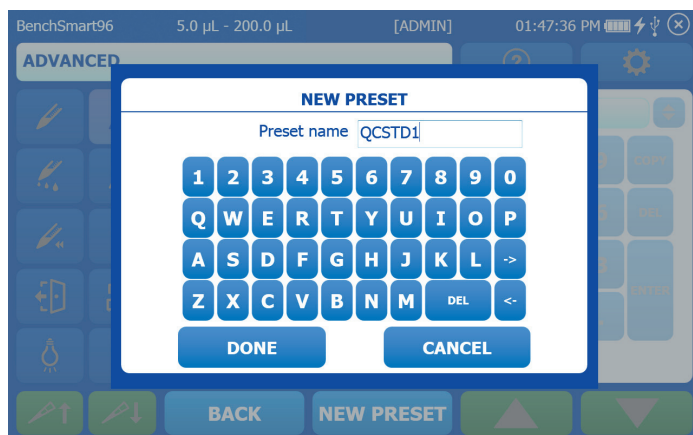 BenchSmart96 5.0 µL - 200.0 µL [ADMIN] 01:47:36 PM
ADVANCED
?
NEW PRESET
Preset name QCSTD1
1 2 3 4 5 6 7 8 9 0
Q W E R T Y U I O P
A S D F G H J K L ->
Z X C V B N M DEL <-
DONE CANCEL
COPY
DEL
ENTER
BACK NEW PRESET